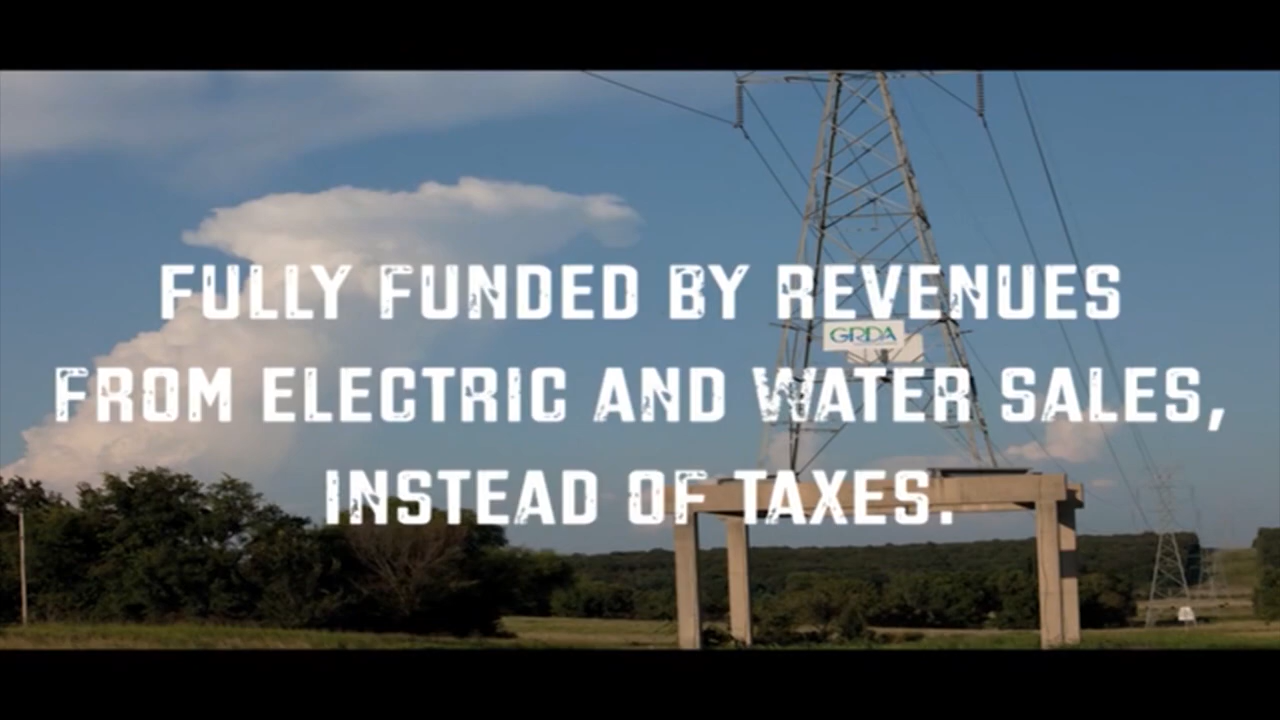 FULLY FUNDED BY REVENUES
GRDA
FROM ELECTRIC AND WATER SALES,
INSTEAD OF TAXES.